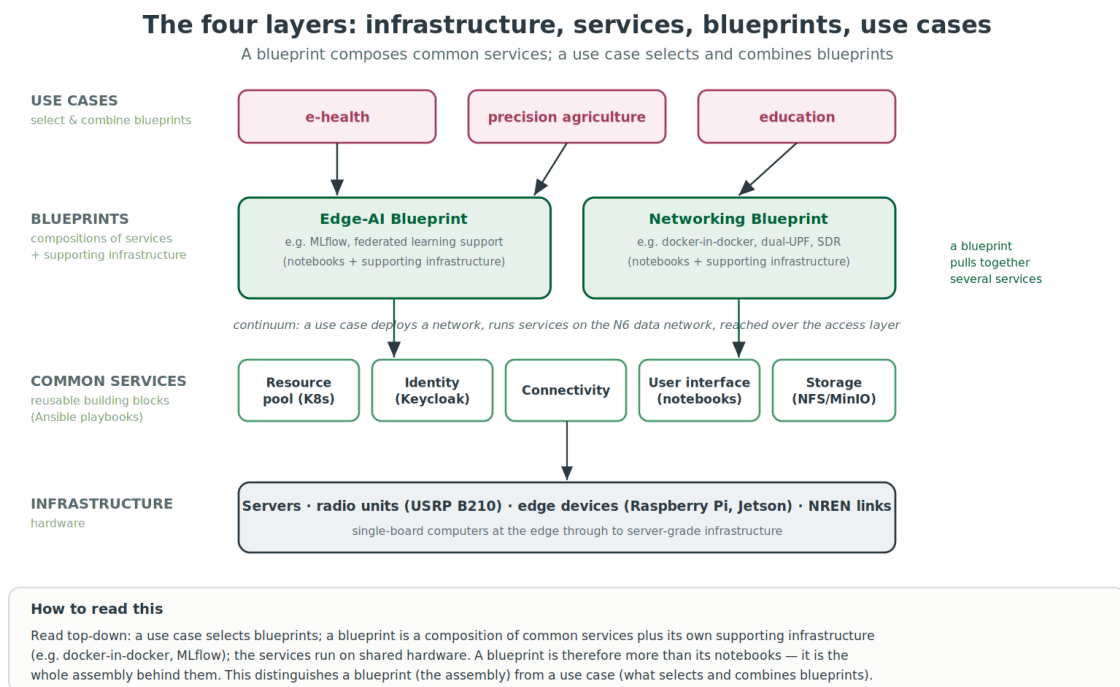 The four layers: infrastructure, services, blueprints, use cases
A blueprint composes common services; a use case selects and combines blueprints
USE CASES
select & combine blueprints
e-health
precision agriculture
education
BLUEPRINTS
compositions of services
+ supporting infrastructure
Edge-AI Blueprint
e.g. MLflow, federated learning support
(notebooks + supporting infrastructure)
Networking Blueprint
e.g. docker-in-docker, dual-UPF, SDR
(notebooks + supporting infrastructure)
a blueprint
pulls together
several services
continuum: a use case deploys a network, runs services on the N6 data network, reached over the access layer
COMMON SERVICES
reusable building blocks
(Ansible playbooks)
Resource
pool (K8s)
Identity
(Keycloak)
Connectivity
User interface
(notebooks)
Storage
(NFS/MinIO)
INFRASTRUCTURE
hardware
Servers · radio units (USRP B210) · edge devices (Raspberry Pi, Jetson) · NREN links
single-board computers at the edge through to server-grade infrastructure
How to read this
Read top-down: a use case selects blueprints; a blueprint is a composition of common services plus its own supporting infrastructure
(e.g. docker-in-docker, MLflow); the services run on shared hardware. A blueprint is therefore more than its notebooks — it is the
whole assembly behind them. This distinguishes a blueprint (the assembly) from a use case (what selects and combines blueprints).